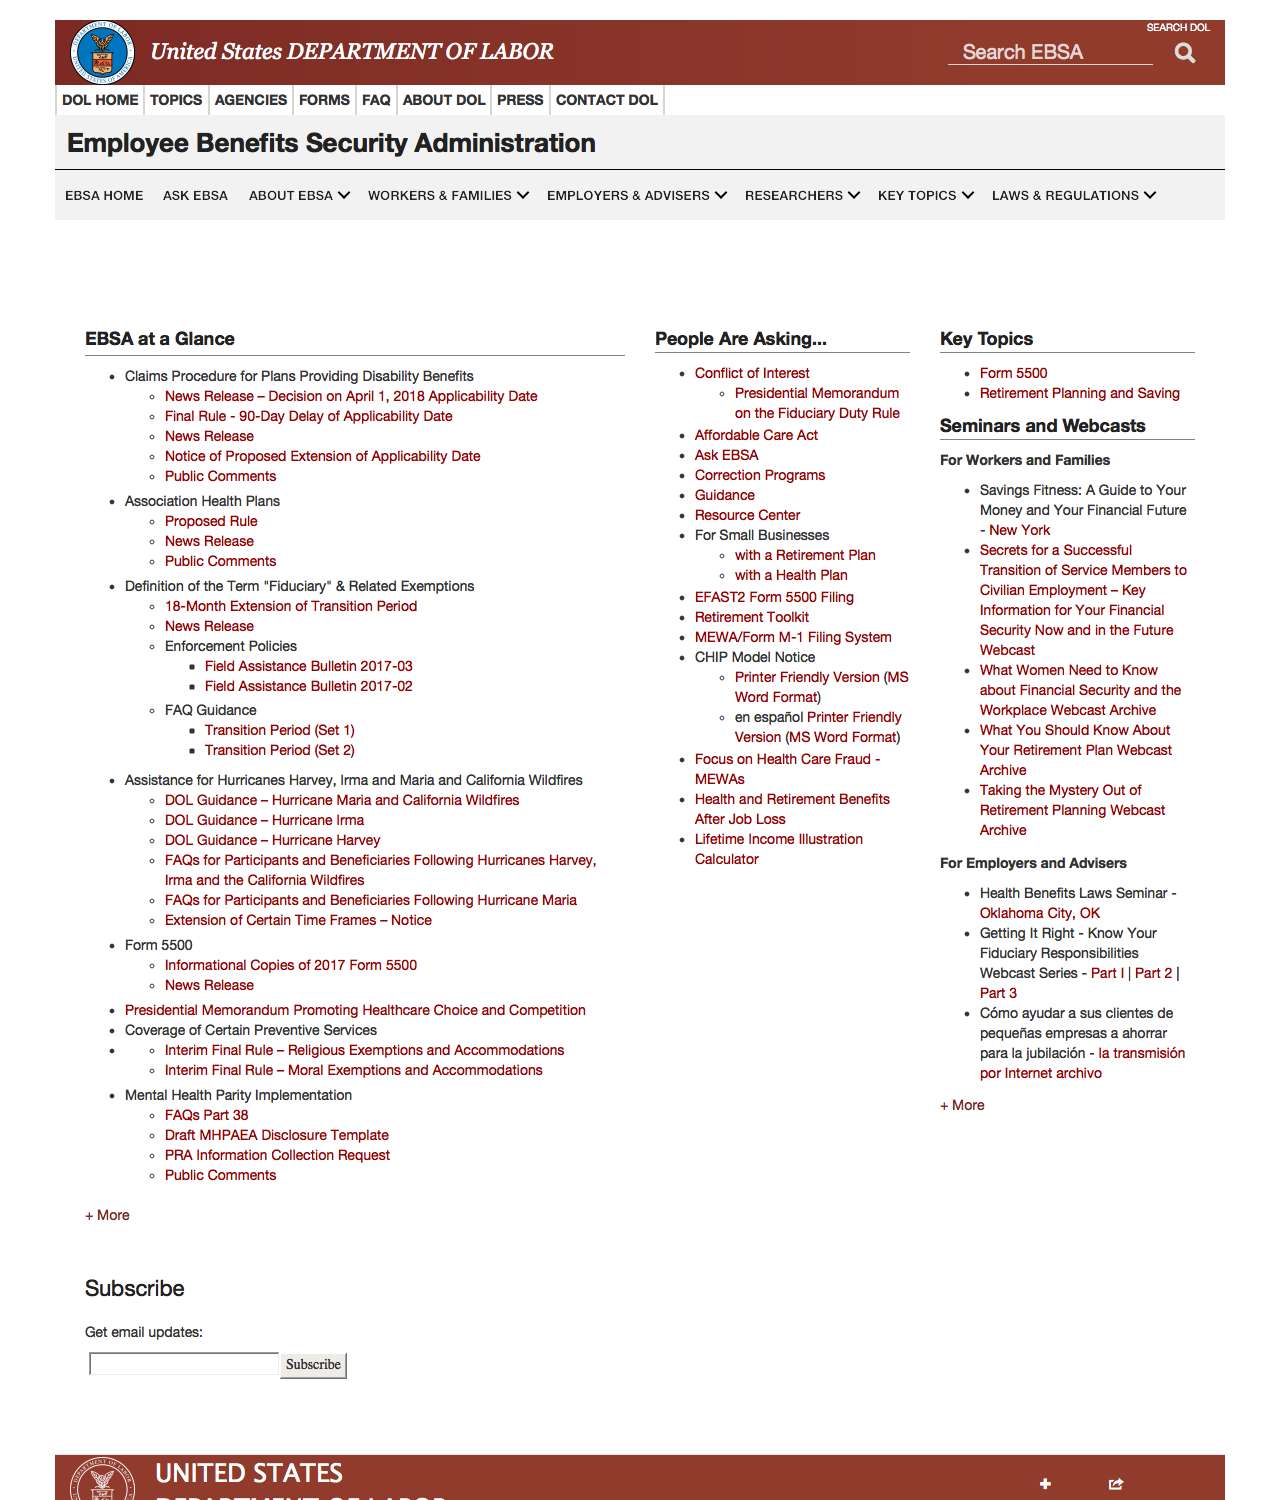 SEARCH DOL
United States DEPARTMENT OF LABOR
Search EBSA
DOL HOME
TOPICS
AGENCIES
FORMS
FAQ
ABOUT DOL
PRESS
CONTACT DOL
Employee Benefits Security Administration
EBSA HOME
ASK EBSA
ABOUT EBSA
WORKERS & FAMILIES
EMPLOYERS & ADVISERS
RESEARCHERS
KEY TOPICS
LAWS & REGULATIONS
EBSA at a Glance
Claims Procedure for Plans Providing Disability Benefits
News Release – Decision on April 1, 2018 Applicability Date
Final Rule - 90-Day Delay of Applicability Date
News Release
Notice of Proposed Extension of Applicability Date
Public Comments
Association Health Plans
Proposed Rule
News Release
Public Comments
Definition of the Term "Fiduciary" & Related Exemptions
18-Month Extension of Transition Period
News Release
Enforcement Policies
Field Assistance Bulletin 2017-03
Field Assistance Bulletin 2017-02
FAQ Guidance
Transition Period (Set 1)
Transition Period (Set 2)
Assistance for Hurricanes Harvey, Irma and Maria and California Wildfires
DOL Guidance – Hurricane Maria and California Wildfires
DOL Guidance – Hurricane Irma
DOL Guidance – Hurricane Harvey
FAQs for Participants and Beneficiaries Following Hurricanes Harvey,
Irma and the California Wildfires
FAQs for Participants and Beneficiaries Following Hurricane Maria
Extension of Certain Time Frames – Notice
Form 5500
Informational Copies of 2017 Form 5500
News Release
Presidential Memorandum Promoting Healthcare Choice and Competition
Coverage of Certain Preventive Services
Interim Final Rule – Religious Exemptions and Accommodations
Interim Final Rule – Moral Exemptions and Accommodations
Mental Health Parity Implementation
FAQs Part 38
Draft MHPAEA Disclosure Template
PRA Information Collection Request
Public Comments
+ More
People Are Asking...
Conflict of Interest
Presidential Memorandum
on the Fiduciary Duty Rule
Affordable Care Act
Ask EBSA
Correction Programs
Guidance
Resource Center
For Small Businesses
with a Retirement Plan
with a Health Plan
EFAST2 Form 5500 Filing
Retirement Toolkit
MEWA/Form M-1 Filing System
CHIP Model Notice
Printer Friendly Version (MS
Word Format)
en español Printer Friendly
Version (MS Word Format)
Focus on Health Care Fraud -
MEWAs
Health and Retirement Benefits
After Job Loss
Lifetime Income Illustration
Calculator
Key Topics
Form 5500
Retirement Planning and Saving
Seminars and Webcasts
For Workers and Families
Savings Fitness: A Guide to Your
Money and Your Financial Future
- New York
Secrets for a Successful
Transition of Service Members to
Civilian Employment – Key
Information for Your Financial
Security Now and in the Future
Webcast
What Women Need to Know
about Financial Security and the
Workplace Webcast Archive
What You Should Know About
Your Retirement Plan Webcast
Archive
Taking the Mystery Out of
Retirement Planning Webcast
Archive
For Employers and Advisers
Health Benefits Laws Seminar -
Oklahoma City, OK
Getting It Right - Know Your
Fiduciary Responsibilities
Webcast Series - Part I | Part 2 |
Part 3
Cómo ayudar a sus clientes de
pequeñas empresas a ahorrar
para la jubilación - la transmisión
por Internet archivo
+ More
Subscribe
Get email updates:
Subscribe
UNITED STATES
DEPARTMENT OF LABOR